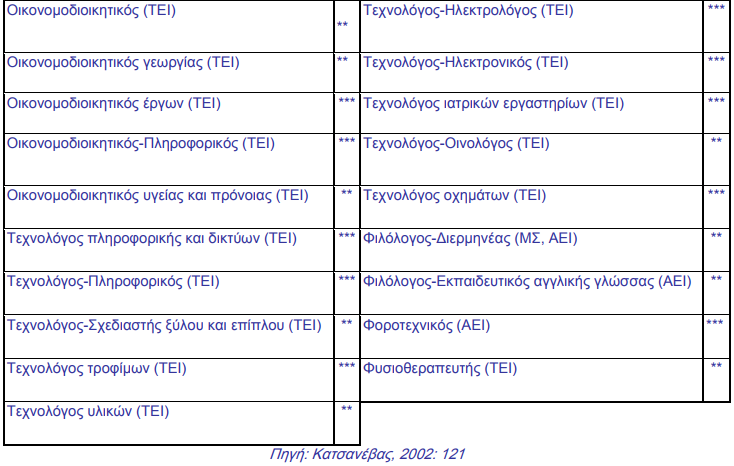 Οικονομοδιοικητικός (ΤΕΙ) ** Τεχνολόγος-Ηλεκτρολόγος (ΤΕΙ) ***
Οικονομοδιοικητικός γεωργίας (ΤΕΙ) ** Τεχνολόγος-Ηλεκτρονικός (ΤΕΙ) ***
Οικονομοδιοικητικός έργων (ΤΕΙ) *** Τεχνολόγος ιατρικών εργαστηρίων (ΤΕΙ) ***
Οικονομοδιοικητικός-Πληροφορικός (ΤΕΙ) *** Τεχνολόγος-Οινολόγος (ΤΕΙ) **
Οικονομοδιοικητικός υγείας και πρόνοιας (ΤΕΙ) ** Τεχνολόγος οχημάτων (ΤΕΙ) ***
Τεχνολόγος πληροφορικής και δικτύων (ΤΕΙ) *** Φιλόλογος-Διερμηνέας (ΜΣ, ΑΕΙ) **
Τεχνολόγος-Πληροφορικός (ΤΕΙ) *** Φιλόλογος-Εκπαιδευτικός αγγλικής γλώσσας (ΑΕΙ) **
Τεχνολόγος-Σχεδιαστής ξύλου και επίπλου (ΤΕΙ) ** Φοροτεχνικός (ΑΕΙ) ***
Τεχνολόγος τροφίμων (ΤΕΙ) *** Φυσιοθεραπευτής (ΤΕΙ) **
Τεχνολόγος υλικών (ΤΕΙ) **
Πηγή: Κατσανέβας, 2002: 121